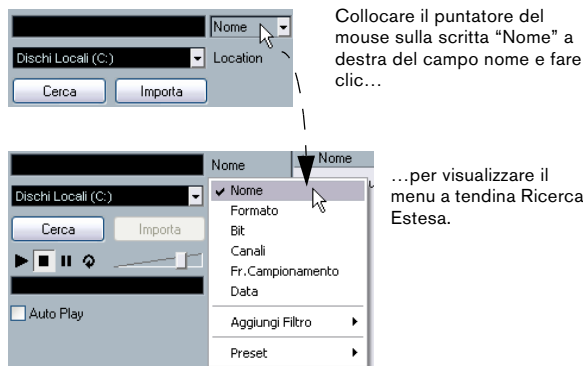 Nome
Dischi Locali (C:)
Location
Cerca
Importa
Collocare il puntatore del
mouse sulla scritta “Nome” a
destra del campo nome e fare
clic…
Nome
Nome
Dischi Locali (C:)
Cerca
Importa
Auto Play
Nome
Formato
Bit
Canali
Fr.Campionamento
Data
Aggiungi Filtro
Preset
…per visualizzare il
menu a tendina Ricerca
Estesa.